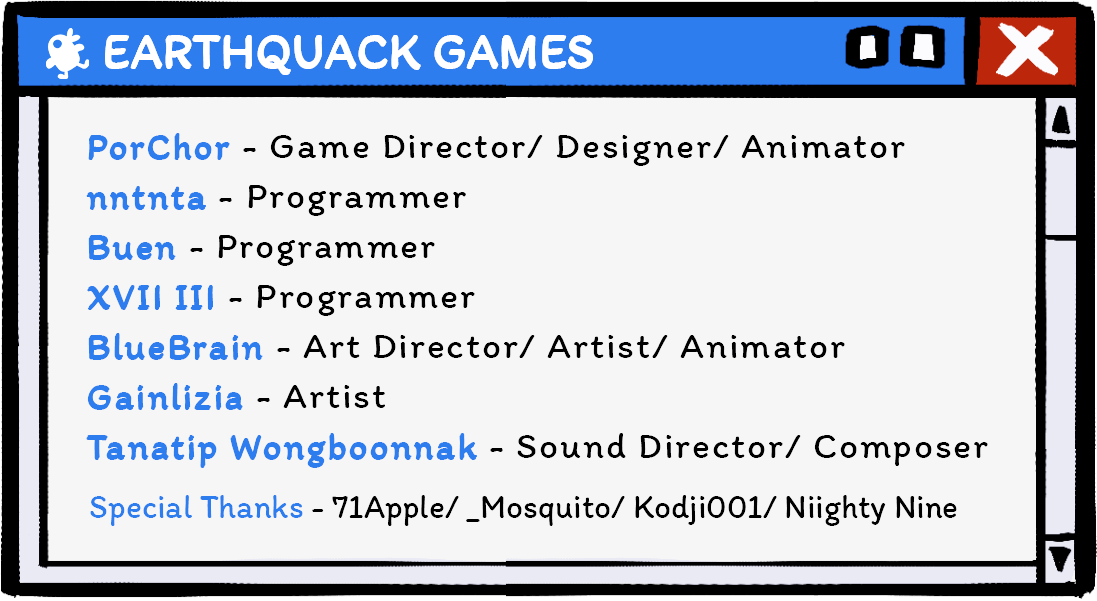 EARTHQUACK GAMES
PorChor - Game Director/ Designer/ Animator
nntnta - Programmer
Buen - Programmer
XVII III - Programmer
BlueBrain - Art Director/ Artist/ Animator
Gainlizia - Artist
Tanatip Wongboonnak - Sound Director/ Composer
Special Thanks - 71Apple/ _Mosquito/ Kodji001/ Niighty Nine